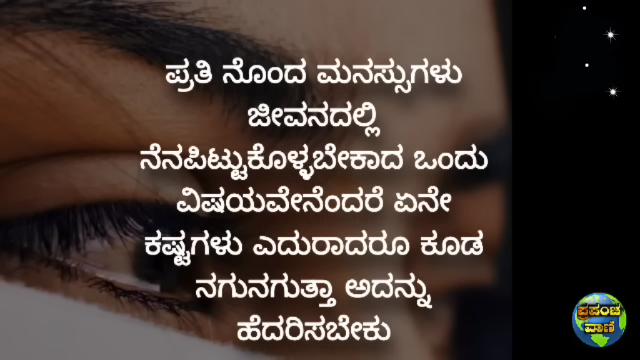 ಪ್ರತಿ ನೊಂದ ಮನಸ್ಸುಗಳು
ಜೀವನದಲ್ಲಿ
ನೆನಪಿಟ್ಟುಕೊಳ್ಳಬೇಕಾದ ಒಂದು
ವಿಷಯವೇನೆಂದರೆ ಏನೇ
ಕಷ್ಟಗಳು ಎದುರಾದರೂ ಕೂಡ
ನಗುನಗುತ್ತಾ ಅದನ್ನು
ಹೆದರಿಸಬೇಕು
ಪ್ರಪಂಚ
ವಾಣಿ